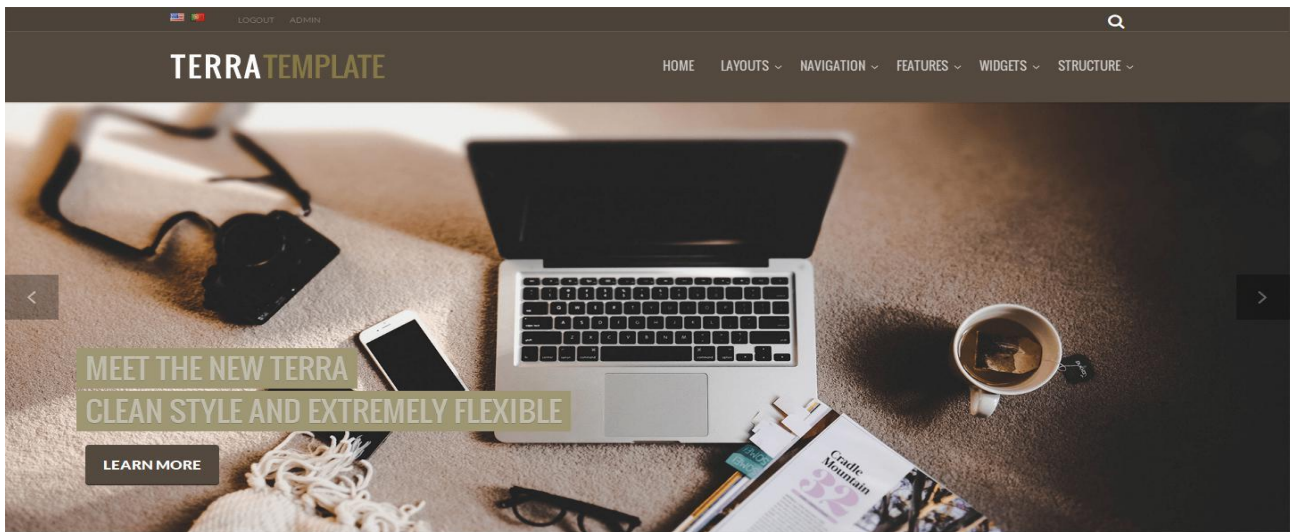 LOGOUT ADMIN
TERRATEMPLATE
HOME LAYOUTS NAVIGATION FEATURES WIDGETS STRUCTURE
MEET THE NEW TERRA
CLEAN STYLE AND EXTREMELY FLEXIBLE
LEARN MORE
Cradle
Mountain
32